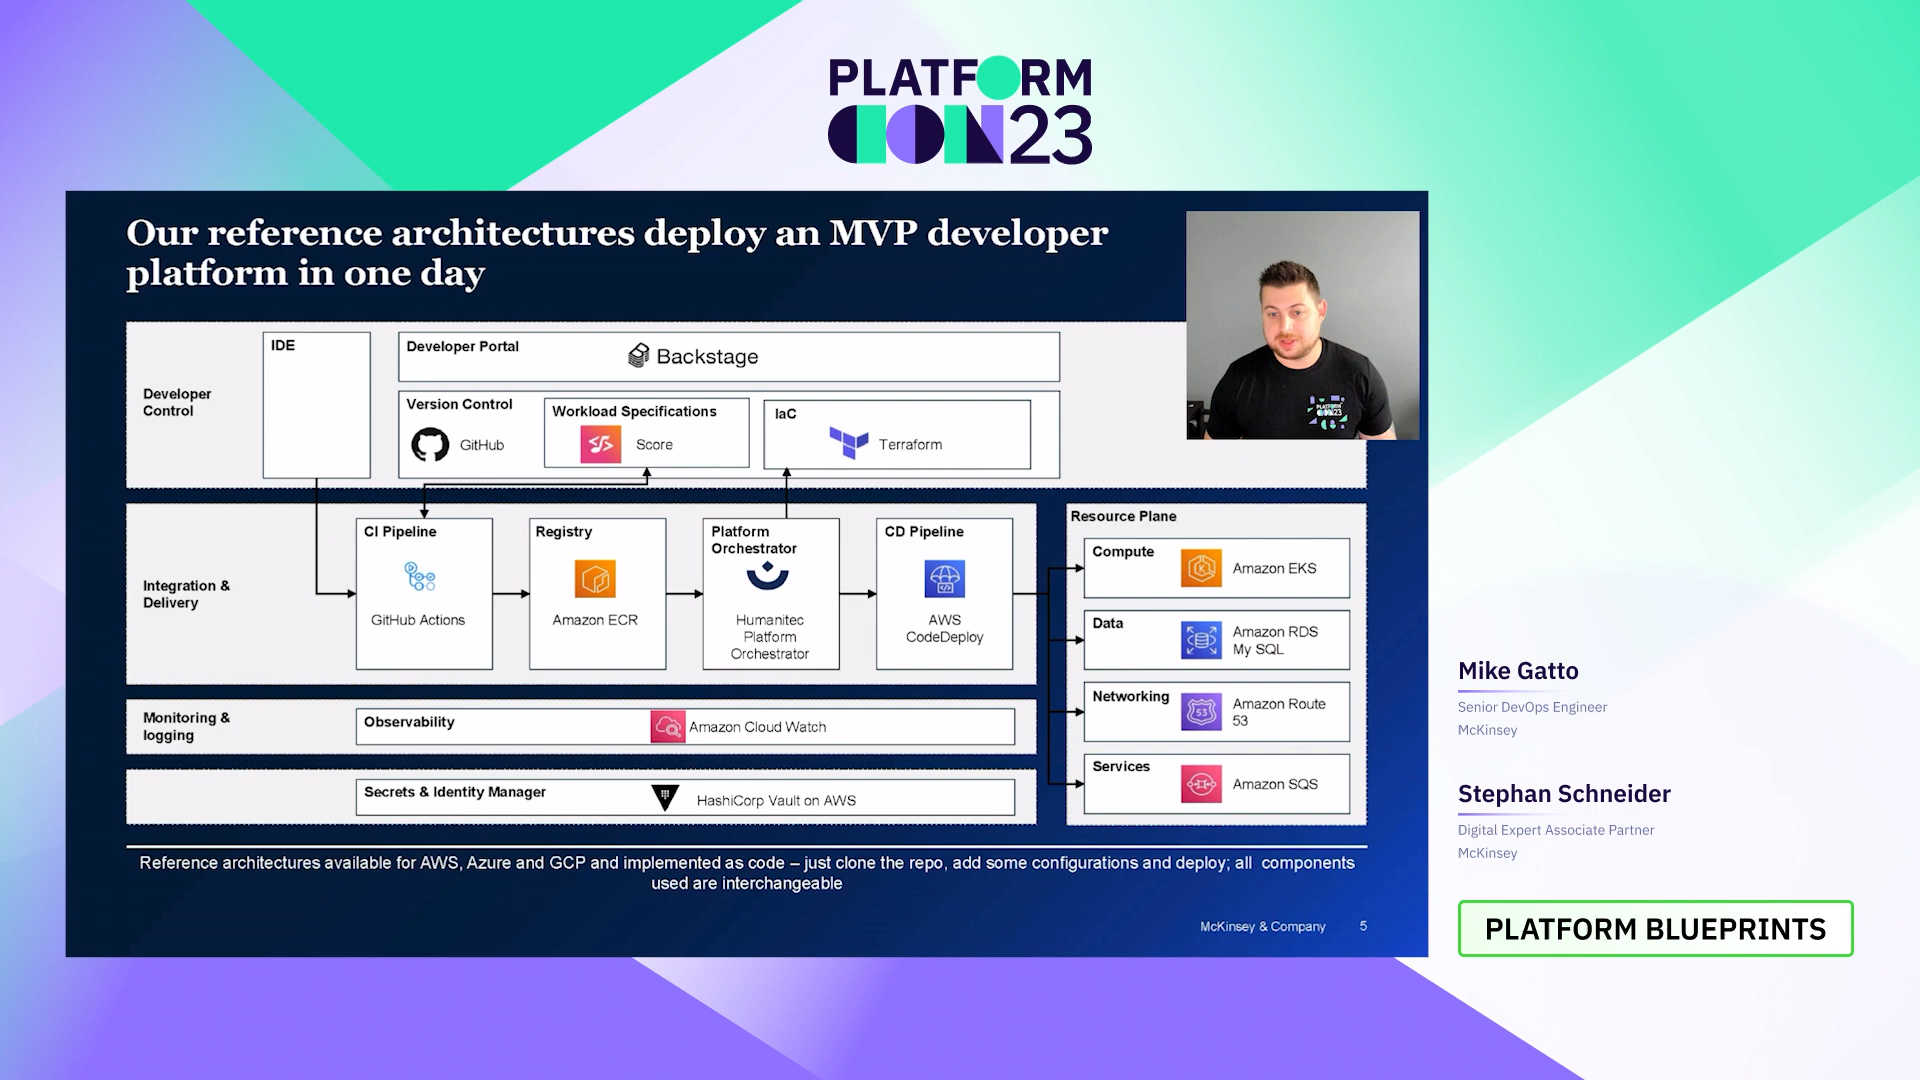 PLATFORM
CON23
Our reference architectures deploy an MVP developer
platform in one day
Developer
Control
IDE
Developer Portal
Backstage
Version Control
GitHub
Workload Specifications
Score
IaC
Terraform
Integration &
Delivery
CI Pipeline
GitHub Actions
Registry
Amazon ECR
Platform
Orchestrator
Humanitec
Platform
Orchestrator
CD Pipeline
AWS
CodeDeploy
Resource Plane
Compute
Amazon EKS
Data
Amazon RDS
My SQL
Networking
53
Amazon Route
53
Services
Amazon SQS
Monitoring &
logging
Observability
Amazon Cloud Watch
Secrets & Identity Manager
HashiCorp Vault on AWS
Reference architectures available for AWS, Azure and GCP and implemented as code – just clone the repo, add some configurations and deploy; all components
used are interchangeable
McKinsey & Company 5
PLATFORM
CON23
Mike Gatto
Senior DevOps Engineer
McKinsey
Stephan Schneider
Digital Expert Associate Partner
McKinsey
PLATFORM BLUEPRINTS